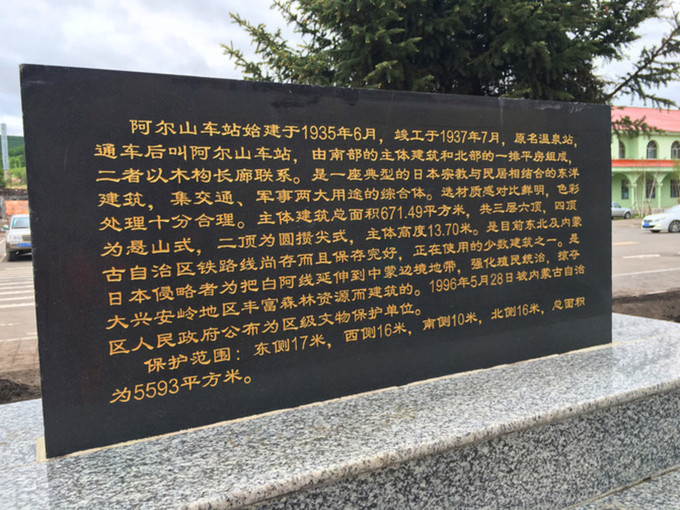 阿尔山车站始建于1935年6月，竣工于1937年7月，原名温泉站，
通车后叫阿尔山车站，由南部的主体建筑和北部的一排平房组成，
二者以木构长廊联系。是一座典型的日本宗教与民居相结合的东洋
建筑，集交通、军事两大用途的综合体。选材质感对比鲜明，色彩
处理十分合理。主体建筑总面积671.49平方米，共三层六顶，四顶
为悬山式，二顶为圆攒尖式，主体高度13.70米。是目前东北及内蒙
古自治区铁路线尚存而且保存完好，正在使用的少数建筑之一。是
日本侵略者为把白阿线延伸到中蒙边境地带，强化殖民统治，掠夺
大兴安岭地区丰富森林资源而建筑的。1996年5月28日被内蒙古自治
区人民政府公布为区级文物保护单位。
保护范围：东侧17米，西侧16米，南侧10米，北侧16米，总面积
为5593平方米。